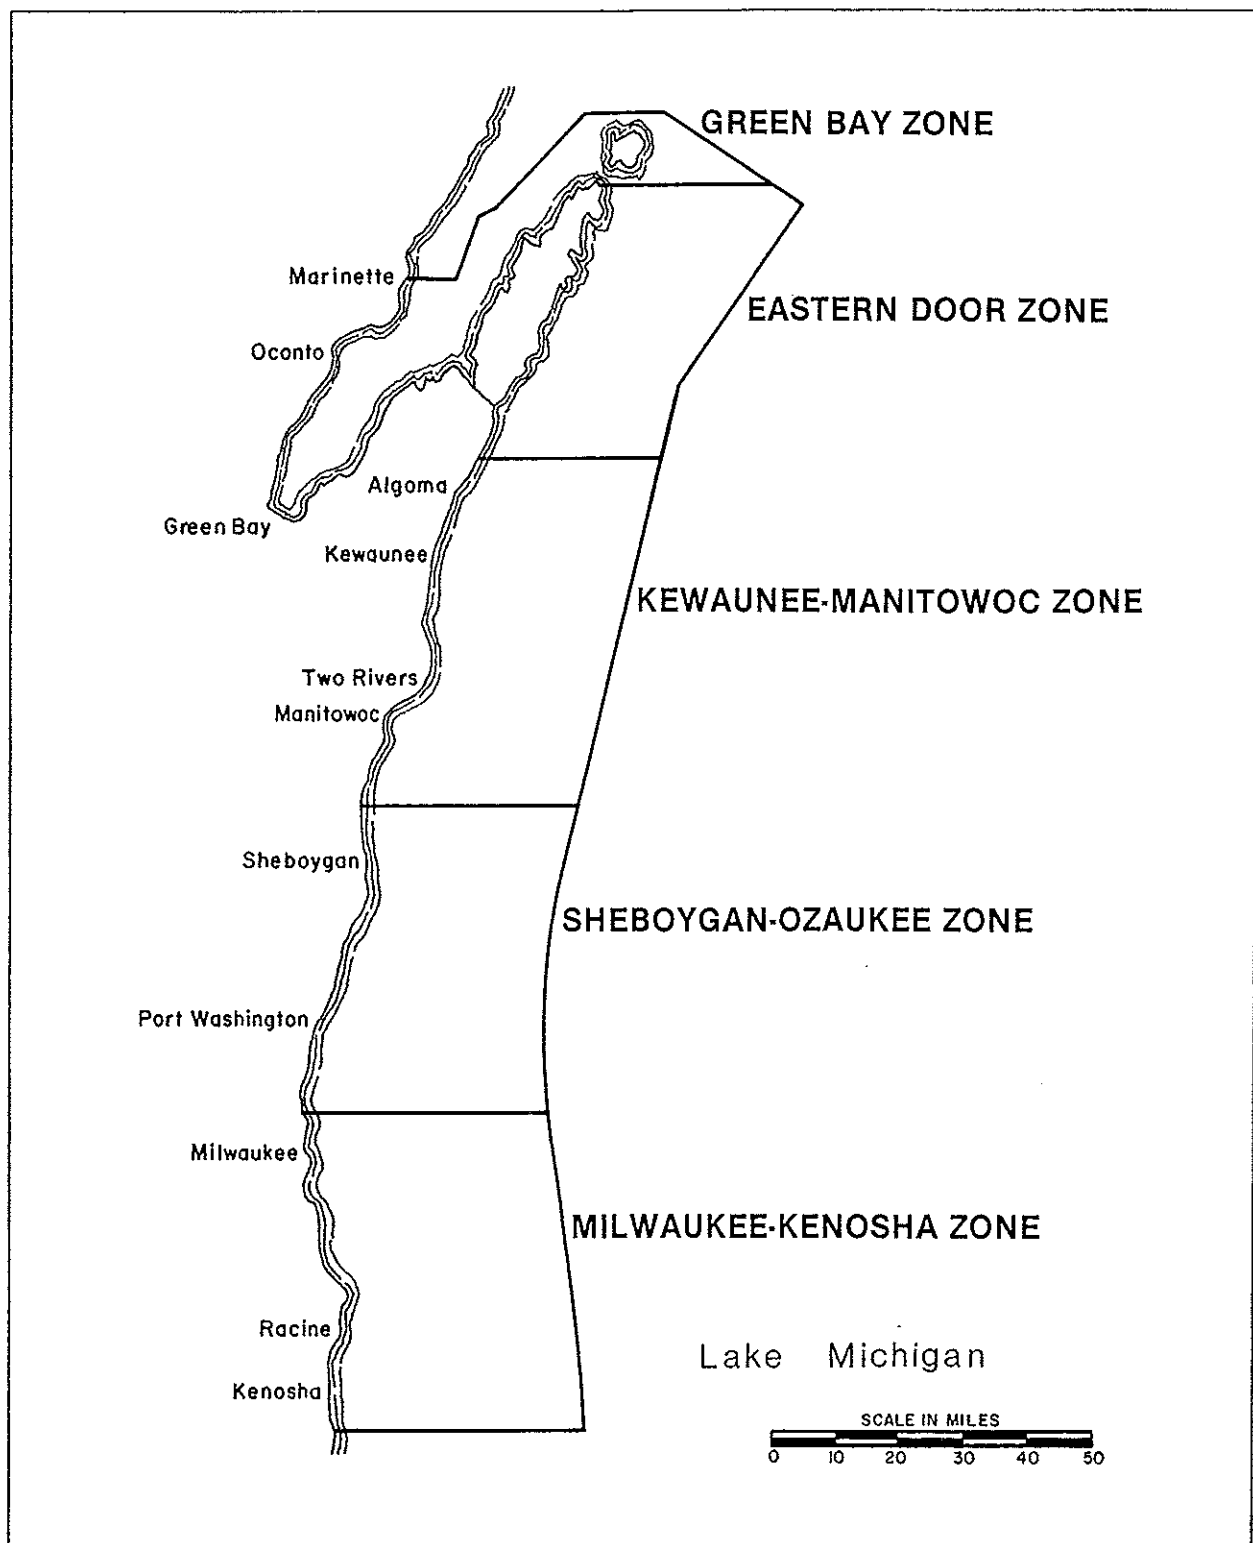 GREEN BAY ZONE
Marinette
EASTERN DOOR ZONE
Oconto
Algoma
Green Bay
Kewaunee
KEWAUNEE-MANITOWOC ZONE
Two Rivers
Manitowoc
Sheboygan
SHEBOYGAN-OZAUKEE ZONE
Port Washington
Milwaukee
MILWAUKEE-KENOSHA ZONE
Racine
Lake Michigan
Kenosha
SCALE IN MILES
0 10 20 30 40 50